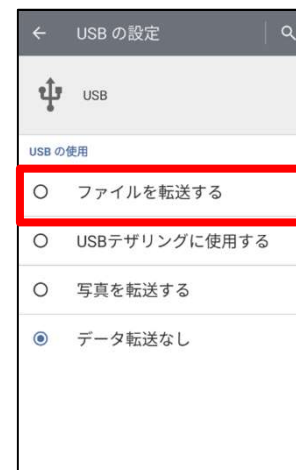 USB の設定
USB
USB の使用
ファイルを転送する
USBテザリングに使用する
写真を転送する
データ転送なし